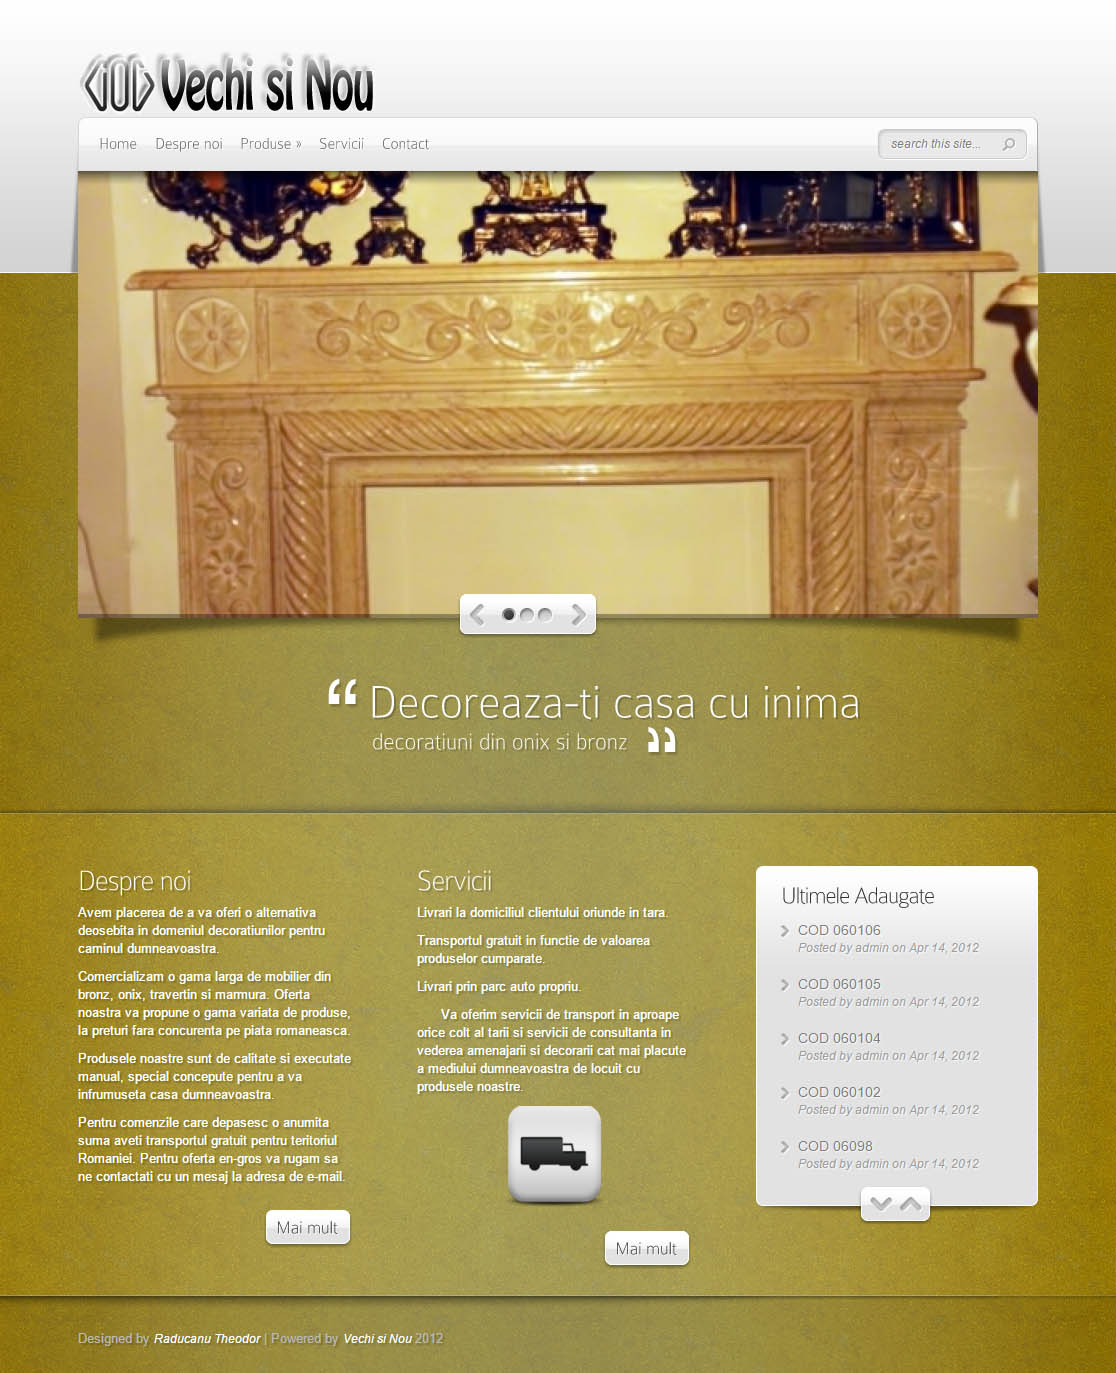 Vechi si Nou
Home Despre noi Produse » Servicii Contact search this site...
“ Decoreaza-ti casa cu inima
decoratiuni din onix si bronz ”
Despre noi
Avem placerea de a va oferi o alternativa
deosebita in domeniul decoratiunilor pentru
caminul dumneavoastra.
Comercializam o gama larga de mobilier din
bronz, onix, travertin si marmura. Oferta
noastra va propune o gama variata de produse,
la preturi fara concurenta pe piata romaneasca.
Produsele noastre sunt de calitate si executate
manual, special concepute pentru a va
infrumuseta casa dumneavoastra.
Pentru comenzile care depasesc o anumita
suma aveti transportul gratuit pentru teritoriul
Romaniei. Pentru oferta en-gros va rugam sa
ne contactati cu un mesaj la adresa de e-mail.
Mai mult
Servicii
Livrari la domiciliul clientului oriunde in tara.
Transportul gratuit in functie de valoarea
produselor cumparate.
Livrari prin parc auto propriu.
Va oferim servicii de transport in aproape
orice colt al tarii si servicii de consultanta in
vederea amenajarii si decorarii cat mai placute
a mediului dumneavoastra de locuit cu
produsele noastre.
Mai mult
Ultimele Adaugate
COD 060106
Posted by admin on Apr 14, 2012
COD 060105
Posted by admin on Apr 14, 2012
COD 060104
Posted by admin on Apr 14, 2012
COD 060102
Posted by admin on Apr 14, 2012
COD 06098
Posted by admin on Apr 14, 2012
Designed by Raducanu Theodor | Powered by Vechi si Nou 2012